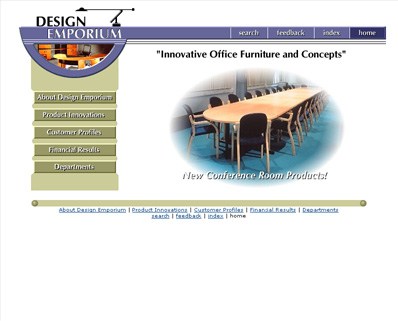 DESIGN
EMPORIUM
search feedback index home
"Innovative Office Furniture and Concepts"
About Design Emporium
Product Innovations
Customer Profiles
Financial Results
Departments
New Conference Room Products!
About Design Emporium | Product Innovations | Customer Profiles | Financial Results | Departments
search | feedback | index | home